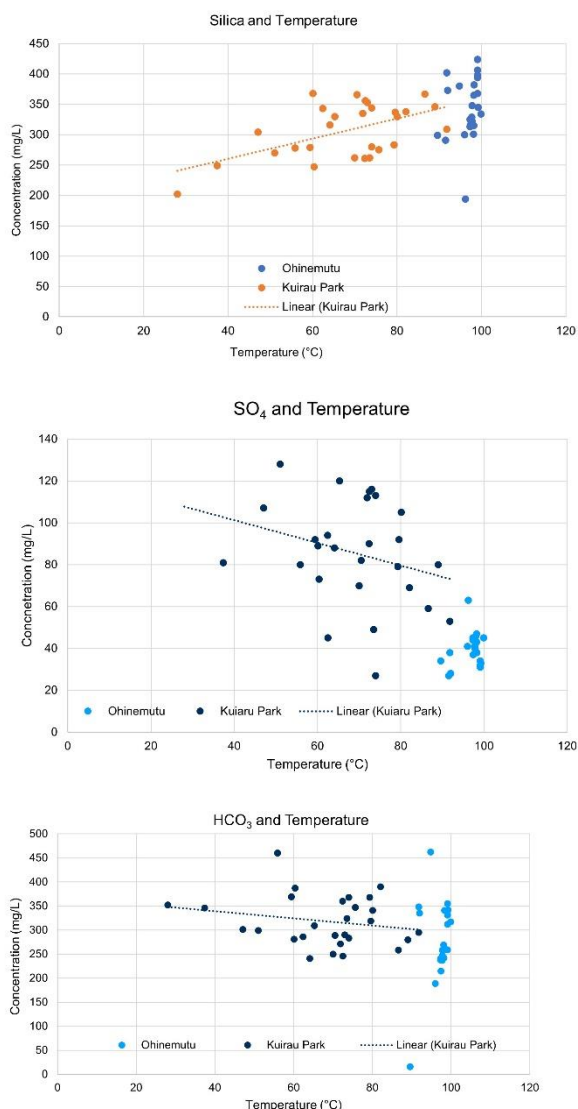 Silica and Temperature
450
400
350
300
250
200
150
100
50
0
Concentration (mg/L)
Ohinemutu
Kuirau Park
Linear (Kuirau Park)
0 20 40 60 80 100 120
Temperature (°C)
SO₄ and Temperature
140
120
100
80
60
40
20
0
Concnetration (mg/L)
Ohinemutu Kuiaru Park Linear (Kuiaru Park)
0 20 40 60 80 100 120
Temperature (°C)
HCO₃ and Temperature
500
450
400
350
300
250
200
150
100
50
0
Concentration (mg/L)
Ohinemutu Kuirau Park Linear (Kuirau Park)
0 20 40 60 80 100 120
Temperature (°C)